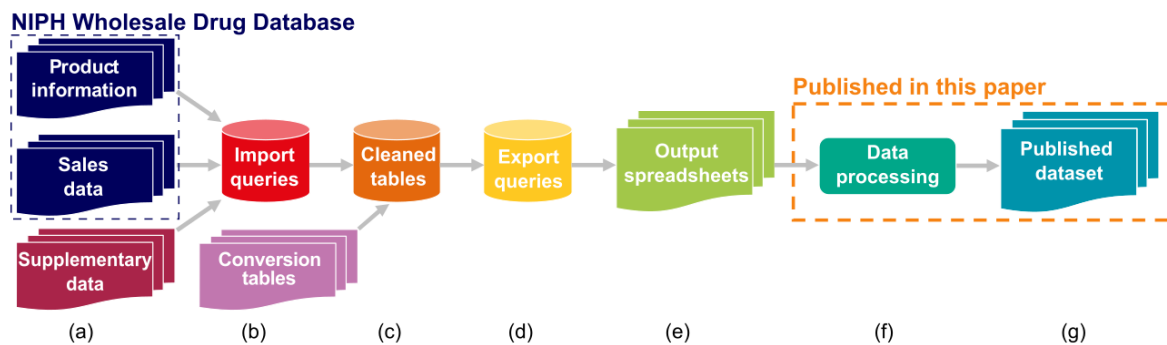 NIPH Wholesale Drug Database
Product
information
Sales
data
Supplementary
data
Import
queries
Conversion
tables
Cleaned
tables
Export
queries
Output
spreadsheets
Published in this paper
Data
processing
Published
dataset
(a)
(b)
(c)
(d)
(e)
(f)
(g)